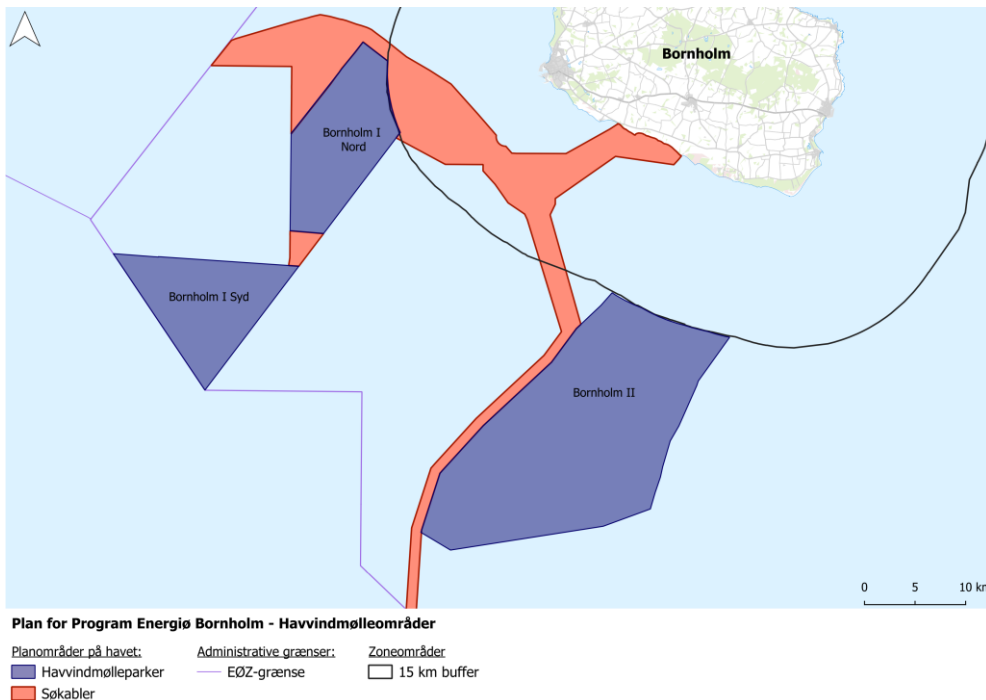 Bornholm
Bornholm I
Nord
Bornholm I Syd
Bornholm II
0 5 10 km
Plan for Program Energiø Bornholm - Havvindmølleområder
Planområder på havet: Administrative grænser: Zoneområder
Havvindmølleparker EØZ-grænse 15 km buffer
Søkabler